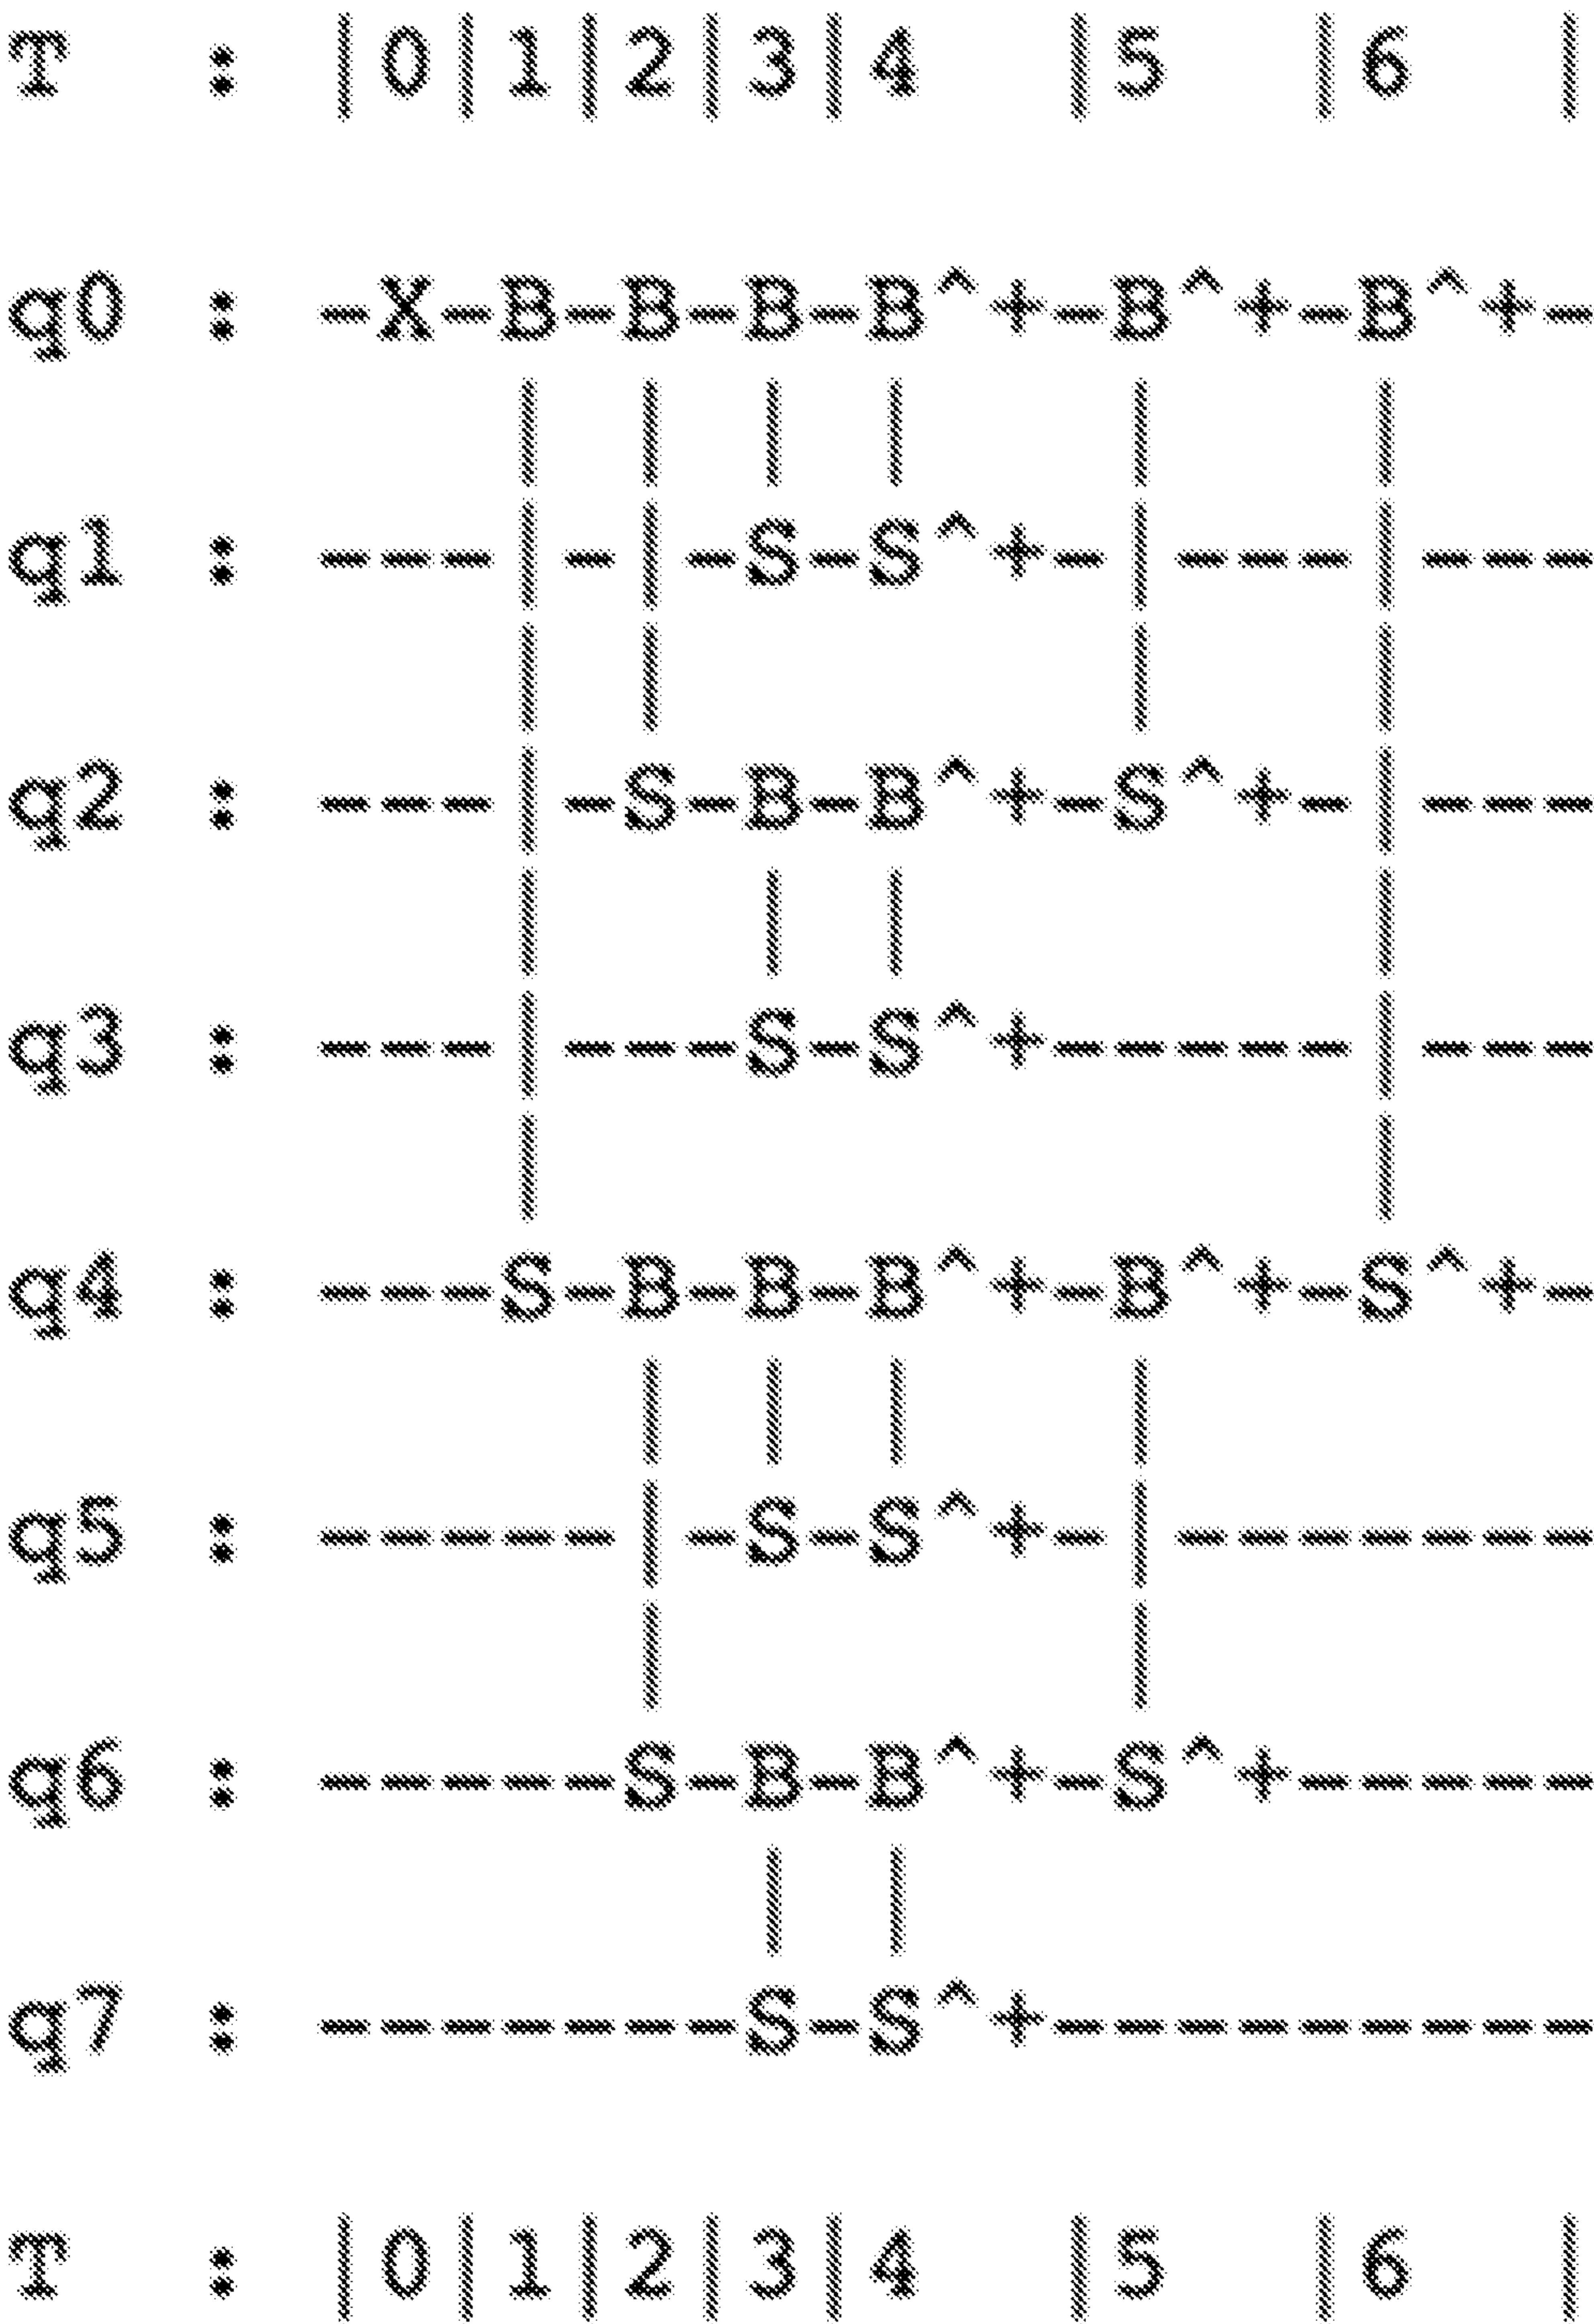 T  : |0|1|2|3|4  |5  |6  |
q0 : -X-B-B-B-B^+-B^+-B^+-
        | | | |   |   |
q1 : ---|-|-S-S^+-|---|---
        | |       |   |
q2 : ---|-S-B-B^+-S^+-|---
        |   | |       |
q3 : ---|---S-S^+-----|---
        |             |
q4 : ---S-B-B-B^+-B^+-S^+-
          | | |   |
q5 : -----|-S-S^+-|-------
          |       |
q6 : -----S-B-B^+-S^+-----
            | |
q7 : -------S-S^+---------
T  : |0|1|2|3|4  |5  |6  |